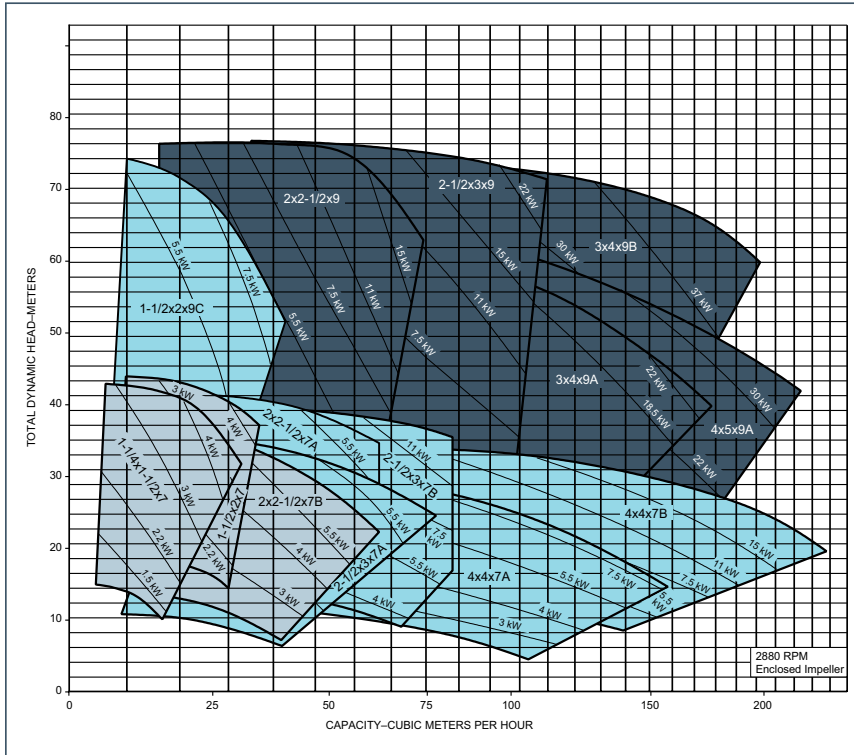 80
70
60
50
40
30
20
10
0
TOTAL DYNAMIC HEAD–METERS
0
25
50
75
100
150
200
CAPACITY–CUBIC METERS PER HOUR
2x2-1/2x9
2-1/2x3x9
22 kW
3x4x9B
5.5 kW
7.5 kW
15 kW
15 kW
30 kW
37 kW
1-1/2x2x9C
5.5 kW
7.5 kW
11 kW
7.5 kW
11 kW
3x4x9A
22 kW
18.5 kW
30 kW
4x5x9A
22 kW
3 kW
4 kW
4 kW
2x2-1/2x7A
5.5 kW
11 kW
2-1/2x3x7B
1-1/4x1-1/2x7
3 kW
2.2 kW
2.2 kW
1.5 kW
1-1/2x2x7
2x2-1/2x7B
5.5 kW
4 kW
3 kW
5.5 kW
7.5 kW
2-1/2x3x7A
5.5 kW
4 kW
4x4x7A
5.5 kW
4 kW
3 kW
7.5 kW
5.5 kW
4x4x7B
15 kW
11 kW
7.5 kW
2880 RPM
Enclosed Impeller